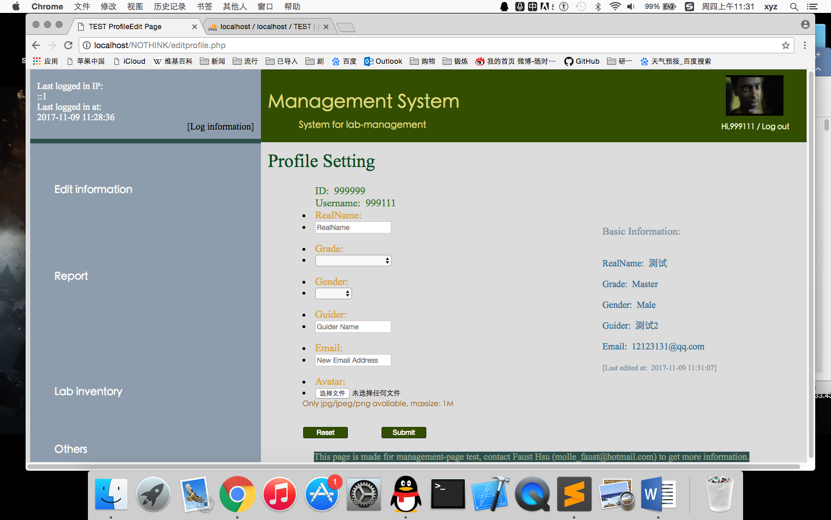 Chrome 文件 修改 视图 历史记录 书签 其他人 窗口 帮助 99% 周四上午11:31 xyz
TEST ProfileEdit Page
localhost / localhost / TEST | p
localhost/NOTHINK/editprofile.php
应用 苹果中国 iCloud 维基百科 新闻 流行 已导入 剧 百度 Outlook 购物 锻炼 我的首页 微博-随时… GitHub 研一 天气预报_百度搜索
Last logged in IP:
::1
Last logged in at:
2017-11-09 11:28:36
[Log information]
Management System
System for lab-management
Hi,999111 / Log out
Edit information
Report
Lab inventory
Others
Profile Setting
ID: 999999
Username: 999111
RealName:
RealName
Grade:
Gender:
Guider:
Guider Name
Email:
New Email Address
Avatar:
选择文件 未选择任何文件
Only jpg/jpeg/png available, maxsize: 1M
Reset Submit
Basic Information:
RealName: 测试
Grade: Master
Gender: Male
Guider: 测试2
Email: 12123131@qq.com
[Last edited at: 2017-11-09 11:31:07]
This page is made for management-page test, contact Faust Hsu (molle_faust@hotmail.com) to get more information.
1